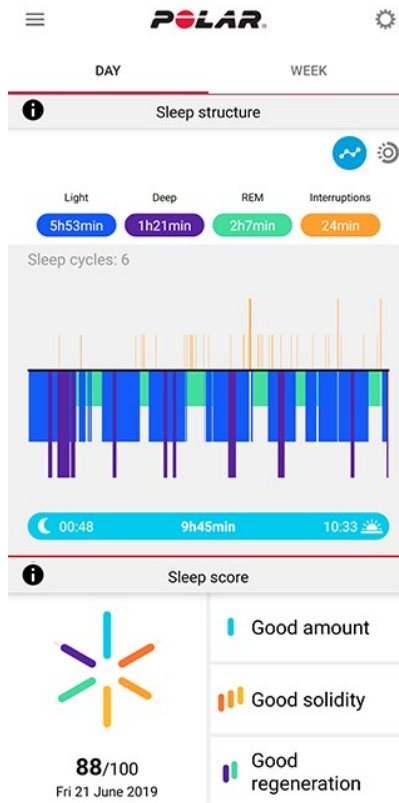 POLAR
DAY WEEK
Sleep structure
Light Deep REM Interruptions
5h53min 1h21min 2h7min 24min
Sleep cycles: 6
00:48 9h45min 10:33
Sleep score
Good amount
Good solidity
Good
regeneration
88/100
Fri 21 June 2019